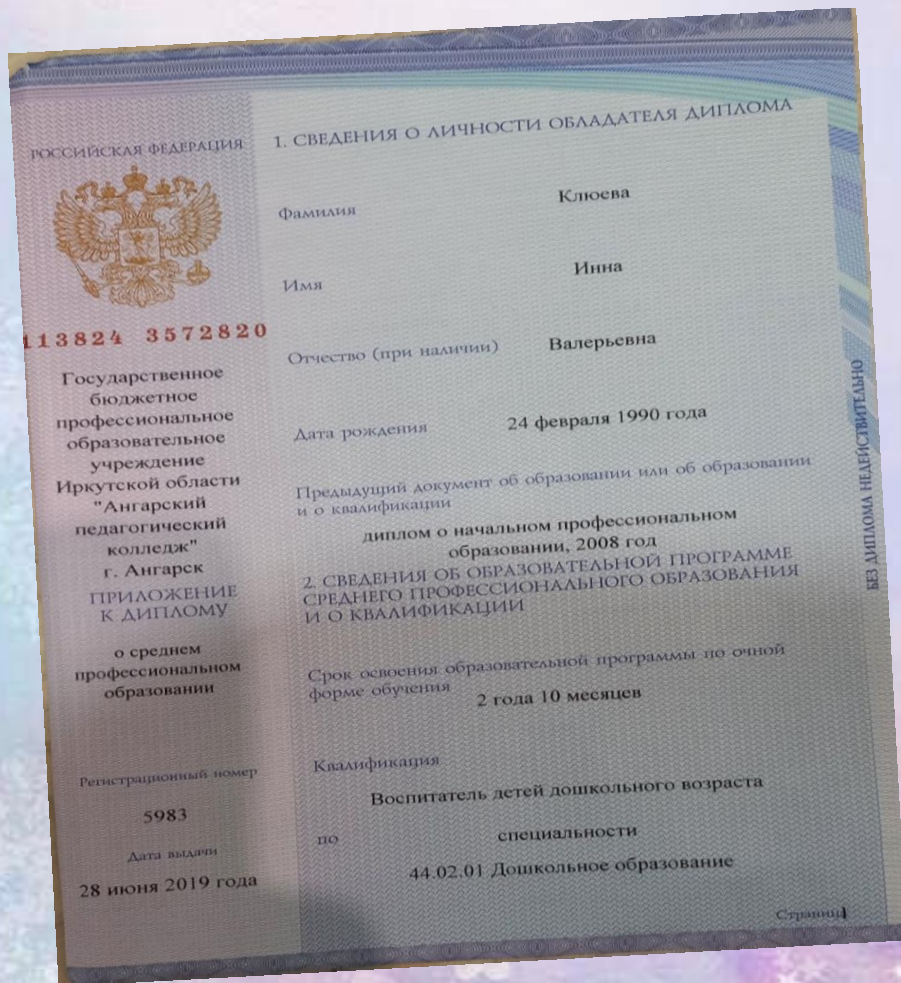 РОССИЙСКАЯ ФЕДЕРАЦИЯ
113824 3572820
Государственное
бюджетное
профессиональное
образовательное
учреждение
Иркутской области
"Ангарский
педагогический
колледж"
г. Ангарск
ПРИЛОЖЕНИЕ
К ДИПЛОМУ
о среднем
профессиональном
образовании
Регистрационный номер
5983
Дата выдачи
28 июня 2019 года
1. СВЕДЕНИЯ О ЛИЧНОСТИ ОБЛАДАТЕЛЯ ДИПЛОМА
Фамилия Клюева
Имя Инна
Отчество (при наличии) Валерьевна
Дата рождения 24 февраля 1990 года
Предыдущий документ об образовании или об образовании
и о квалификации
диплом о начальном профессиональном
образовании, 2008 год
2. СВЕДЕНИЯ ОБ ОБРАЗОВАТЕЛЬНОЙ ПРОГРАММЕ
СРЕДНЕГО ПРОФЕССИОНАЛЬНОГО ОБРАЗОВАНИЯ
И О КВАЛИФИКАЦИИ
Срок освоения образовательной программы по очной
форме обучения
2 года 10 месяцев
Квалификация
Воспитатель детей дошкольного возраста
по специальности
44.02.01 Дошкольное образование
Страница 1
БЕЗ ДИПЛОМА НЕДЕЙСТВИТЕЛЬНО